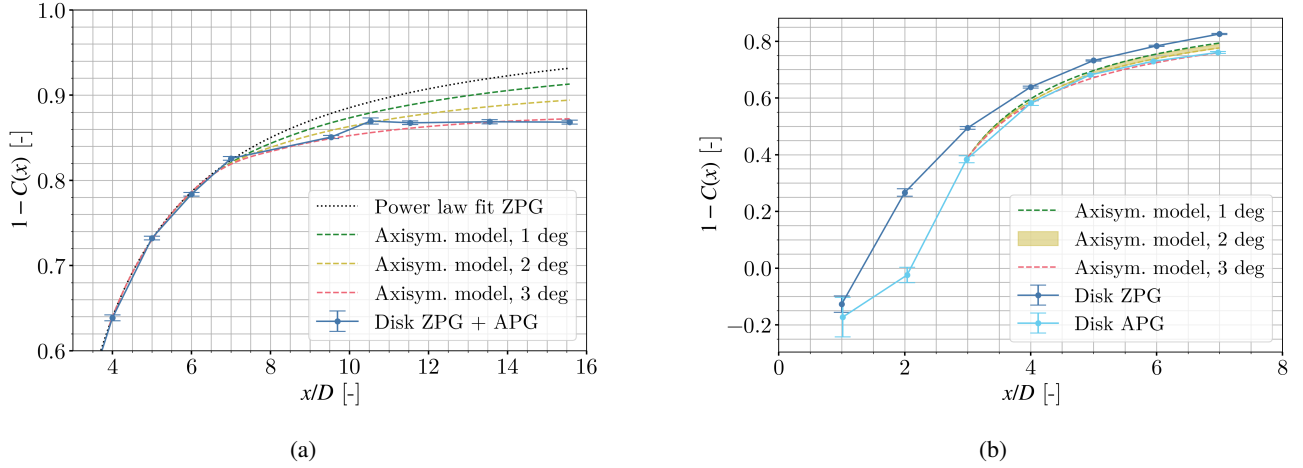 1.0
0.9
0.8
0.7
0.6
1 − C(x) [-]
4 6 8 10 12 14 16
x/D [-]
Power law fit ZPG
Axisym. model, 1 deg
Axisym. model, 2 deg
Axisym. model, 3 deg
Disk ZPG + APG
(a)
0.8
0.6
0.4
0.2
0.0
−0.2
1 − C(x) [-]
0 2 4 6 8
x/D [-]
Axisym. model, 1 deg
Axisym. model, 2 deg
Axisym. model, 3 deg
Disk ZPG
Disk APG
(b)